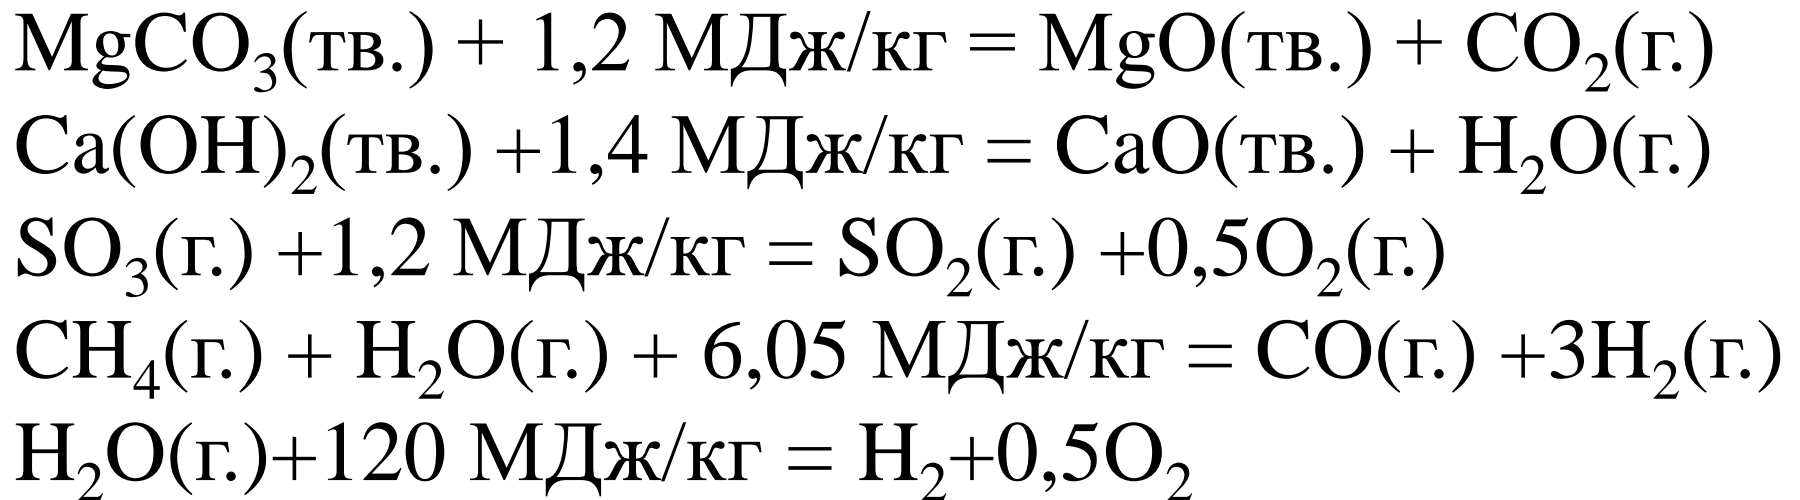 MgCO₃(тв.) + 1,2 МДж/кг = MgO(тв.) + CO₂(г.)
Ca(OH)₂(тв.) +1,4 МДж/кг = CaO(тв.) + H₂O(г.)
SO₃(г.) +1,2 МДж/кг = SO₂(г.) +0,5O₂(г.)
CH₄(г.) + H₂O(г.) + 6,05 МДж/кг = CO(г.) +3H₂(г.)
H₂O(г.)+120 МДж/кг = H₂+0,5O₂